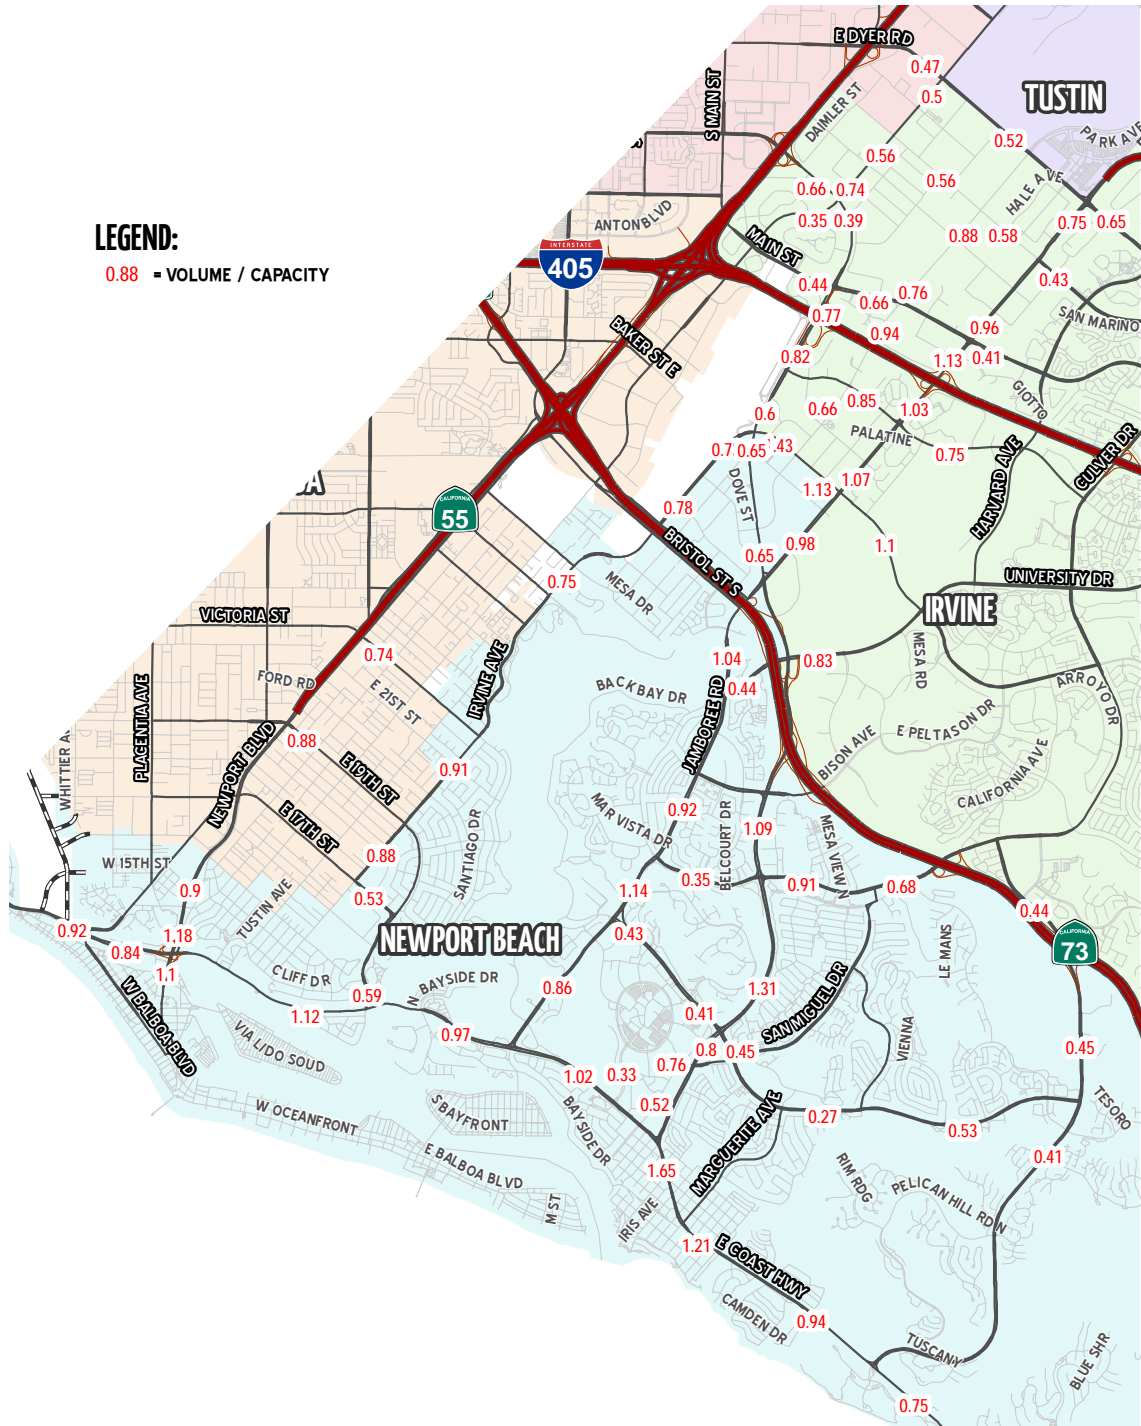 E DYER RD
0.47
S MAIN ST
0.5
TUSTIN
DAIMLER ST
0.52
PARK AVE
0.56
0.56
HALE AVE
0.66
0.74
ANTON BLVD
0.35
0.39
0.75
0.65
LEGEND:
0.88 = VOLUME / CAPACITY
INTERSTATE
405
MAIN ST
0.88
0.58
0.43
0.44
0.66
0.76
0.77
SAN MARINO
BAKER ST E
0.94
0.96
0.82
1.13
0.41
GIOTTO
0.6
0.66
0.85
1.03
PALATINE
0.65
0.75
HARVARD AVE
CULVER DR
DOVE ST
1.13
1.07
CALIFORNIA
55
0.78
BRISTOL ST S
0.65
0.98
1.1
0.75
MESA DR
UNIVERSITY DR
VICTORIA ST
IRVINE
0.74
1.04
0.83
MESA RD
FORD RD
E 21ST ST
IRVINE AVE
BACK BAY DR
0.44
ARROYO DR
PLACENTIA AVE
WHITTIER
NEWPORT BLVD
0.88
JAMBOREE RD
BISON AVE
E PELTASON DR
CALIFORNIA AVE
E 19TH ST
0.91
E 17TH ST
MAR VISTA DR
0.92
BELCOURT DR
1.09
MESA VIEW N
SANTIAGO DR
W 15TH ST
0.88
0.9
0.53
0.35
0.91
0.68
1.14
TUSTIN AVE
0.44
0.92
1.18
NEWPORT BEACH
0.43
CALIFORNIA
73
0.84
1.1
CLIFF DR
N BAYSIDE DR
LE MANS
0.59
0.86
1.31
SAN MIGUEL DR
W BALBOA BLVD
1.12
0.41
VIA LIDO SOUD
0.97
0.8
0.45
VIENNA
0.45
1.02
0.33
0.76
W OCEANFRONT
S BAYFRONT
BAYSIDE DR
0.52
MARGUERITE AVE
0.27
0.53
TESORO
E BALBOA BLVD
1.65
RIM RDG
0.41
PELICAN HILL RD N
M ST
IRIS AVE
1.21
E COAST HWY
CAMDEN DR
0.94
TUSCANY
BLUE SHR
0.75